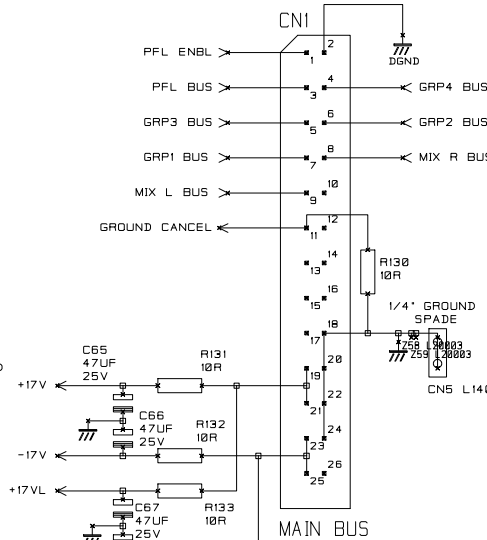 CN1
2
PFL ENBL
1
DGND
4
PFL BUS
GRP4 BUS
3
6
GRP3 BUS
GRP2 BUS
5
8
GRP1 BUS
MIX R BUS
7
10
MIX L BUS
9
12
GROUND CANCEL
11
14
R130
10R
13
16
1/4" GROUND
SPADE
15
18
17
Z58 L20003
Z59 L20003
C65
47UF
25V
R131
10R
20
19
+17V
CN5 L140
22
21
C66
47UF
25V
R132
10R
24
23
-17V
26
25
+17VL
C67
47UF
25V
R133
10R
MAIN BUS